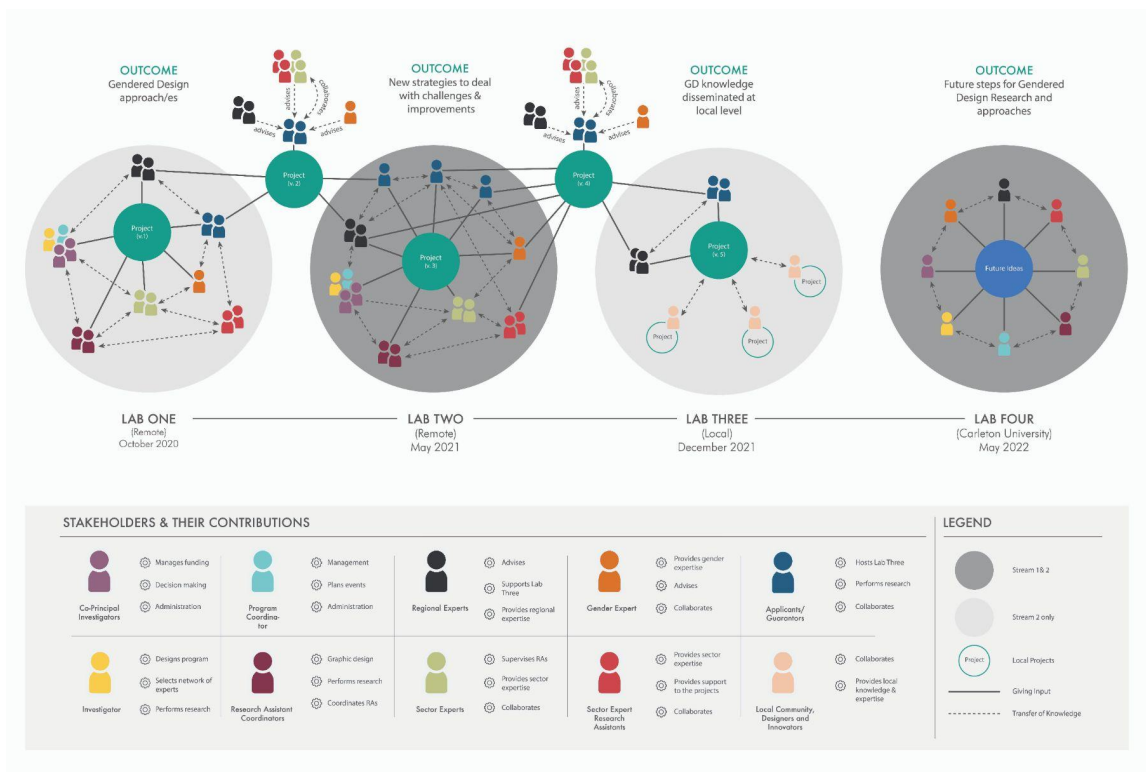 OUTCOME
Gendered Design
approach/es
advises
collaborates
advises
advises
OUTCOME
New strategies to deal
with challenges &
improvements
advises
collaborates
advises
advises
OUTCOME
GD knowledge
disseminated at
local level
OUTCOME
Future steps for Gendered
Design Research and
approaches
Project
(v.1)
Project
(v. 2)
Project
(v. 3)
Project
(v. 4)
Project
(v. 5)
Project
Project
Project
Future Ideas
LAB ONE
(Remote)
October 2020
LAB TWO
(Remote)
May 2021
LAB THREE
(Local)
December 2021
LAB FOUR
(Carleton University)
May 2022
STAKEHOLDERS & THEIR CONTRIBUTIONS
Co-Principal
Investigators
Manages funding
Decision making
Administration
Program
Coordina-
tor
Management
Plans events
Administration
Regional Experts
Advises
Supports Lab
Three
Provides regional
expertise
Gender Expert
Provides gender
expertise
Advises
Collaborates
Applicants/
Guarantors
Hosts Lab Three
Performs research
Collaborates
Investigator
Designs program
Selects network of
experts
Performs research
Research Assistant
Coordinators
Graphic design
Performs research
Coordinates RAs
Sector Experts
Supervises RAs
Provides sector
expertise
Collaborates
Sector Expert
Research
Assistants
Provides sector
expertise
Provides support
to the projects
Collaborates
Local Community,
Designers and
Innovators
Collaborates
Provides local
knowledge &
expertise
LEGEND
Stream 1& 2
Stream 2 only
Project
Local Projects
Giving Input
Transfer of Knowledge